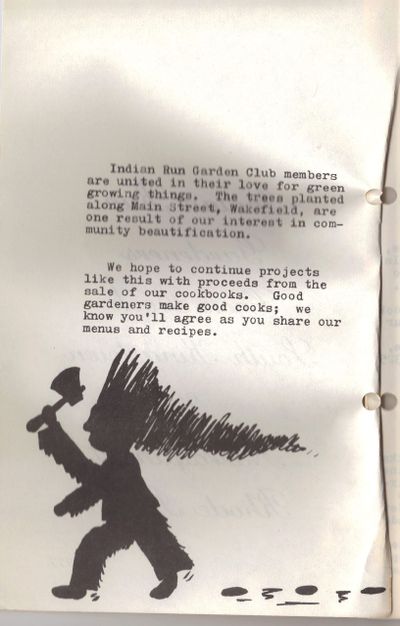 Indian Run Garden Club members
are united in their love for green
growing things. The trees planted
along Main Street, Wakefield, are
one result of our interest in com-
munity beautification.
We hope to continue projects
like this with proceeds from the
sale of our cookbooks. Good
gardeners make good cooks; we
know you'll agree as you share our
menus and recipes.